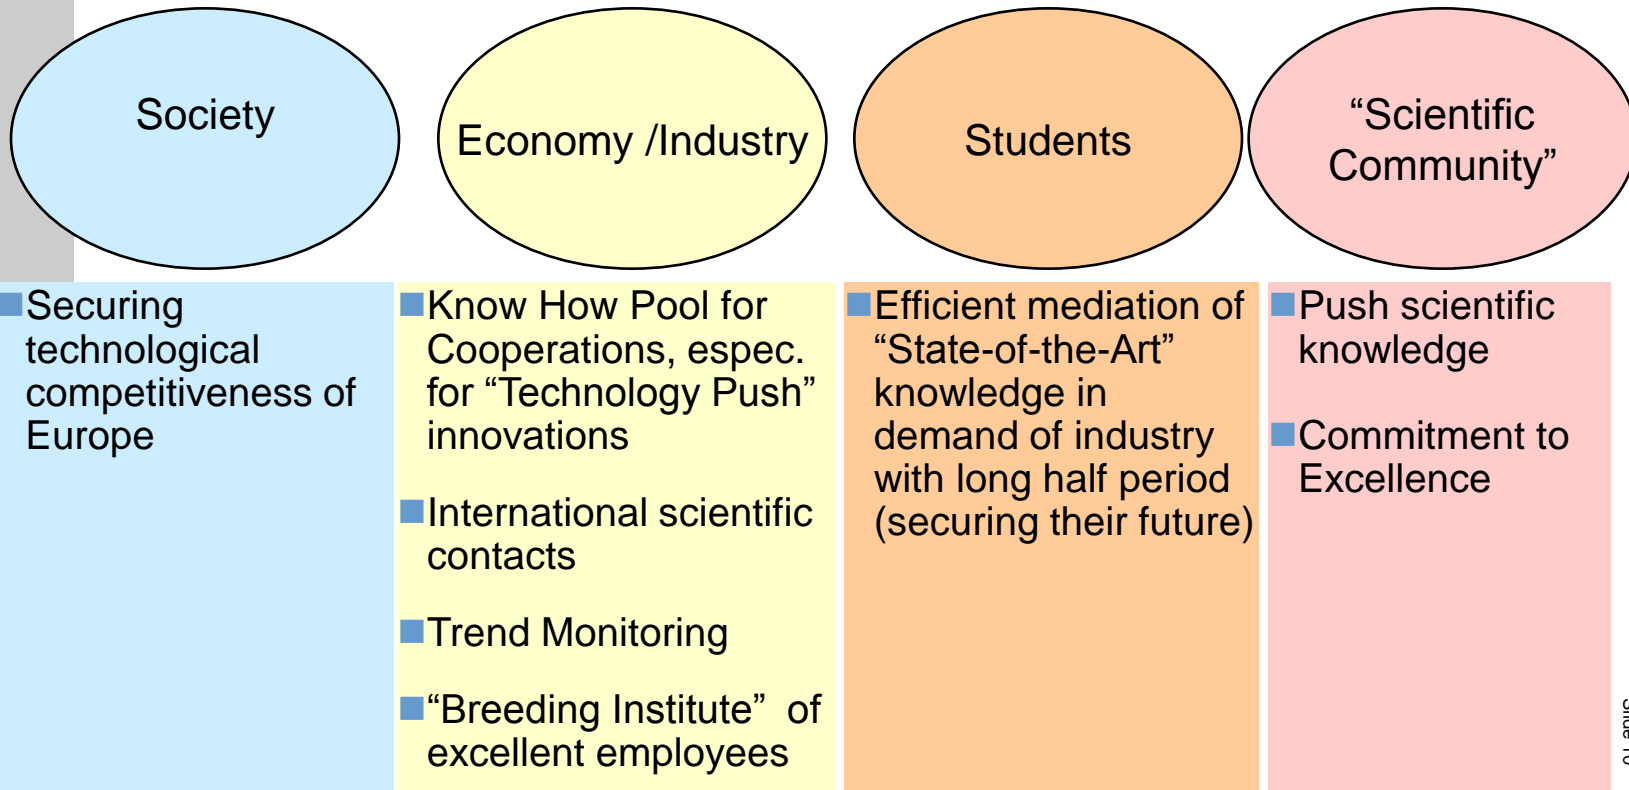 Society
Economy /Industry
Students
“Scientific
Community”
Securing
technological
competitiveness of
Europe
Know How Pool for
Cooperations, espec.
for “Technology Push”
innovations
International scientific
contacts
Trend Monitoring
“Breeding Institute” of
excellent employees
Efficient mediation of
“State-of-the-Art”
knowledge in
demand of industry
with long half period
(securing their future)
Push scientific
knowledge
Commitment to
Excellence